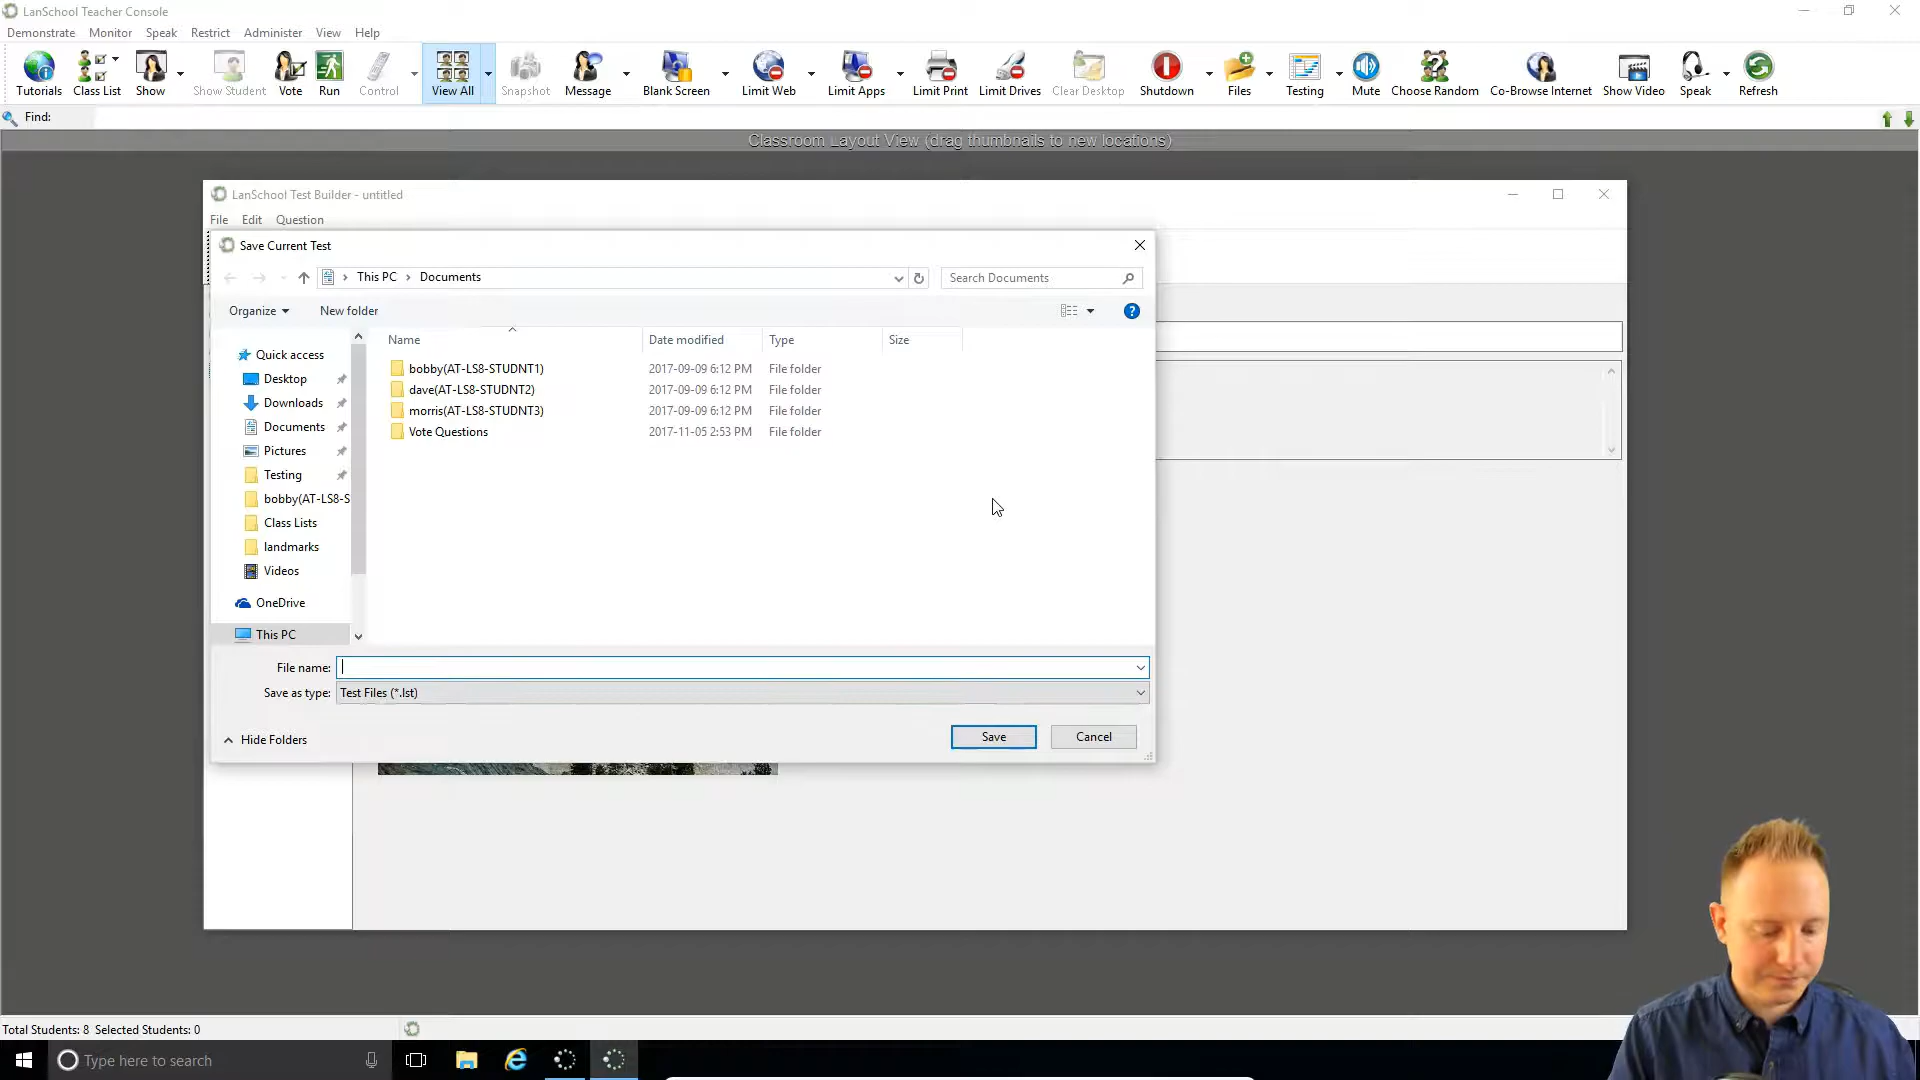 LanSchool Teacher Console
Demonstrate Monitor Speak Restrict Administer View Help
Tutorials Class List Show Show Student Vote Run Control View All Snapshot Message Blank Screen Limit Web Limit Apps Limit Print Limit Drives Clear Desktop Shutdown Files Testing Mute Choose Random Co-Browse Internet Show Video Speak Refresh
Find:
Classroom Layout View (drag thumbnails to new locations)
LanSchool Test Builder - untitled
File Edit Question
Save Current Test
This PC > Documents
Search Documents
Organize New folder
Name Date modified Type Size
Quick access
Desktop
Downloads
Documents
Pictures
Testing
bobby(AT-LS8-S
Class Lists
landmarks
Videos
OneDrive
This PC
bobby(AT-LS8-STUDNT1) 2017-09-09 6:12 PM File folder
dave(AT-LS8-STUDNT2) 2017-09-09 6:12 PM File folder
morris(AT-LS8-STUDNT3) 2017-09-09 6:12 PM File folder
Vote Questions 2017-11-05 2:53 PM File folder
File name:
Save as type: Test Files (*.lst)
Hide Folders
Save Cancel
Total Students: 8 Selected Students: 0
Type here to search